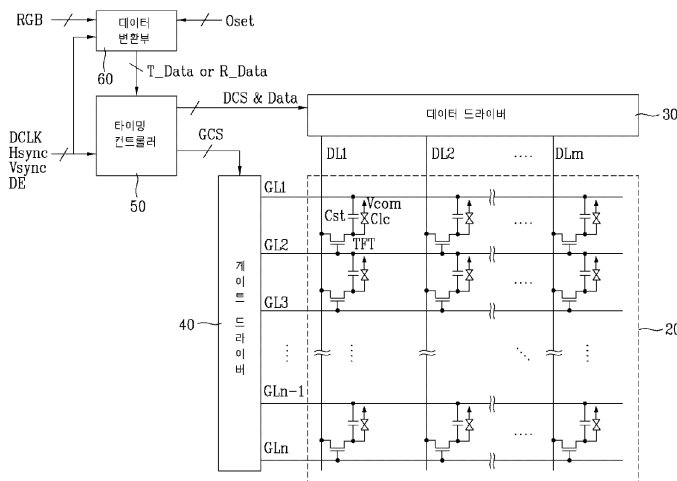 RGB
데이터
변환부
Oset
60
T_Data or R_Data
DCS & Data
데이터 드라이버
30
타이밍
컨트롤러
GCS
DCLK
Hsync
Vsync
DE
50
DL1
DL2
....
DLm
GL1
Vcom
Cst
Clc
....
GL2
TFT
....
GL3
40
게이트 드라이버
20
GLn-1
....
GLn